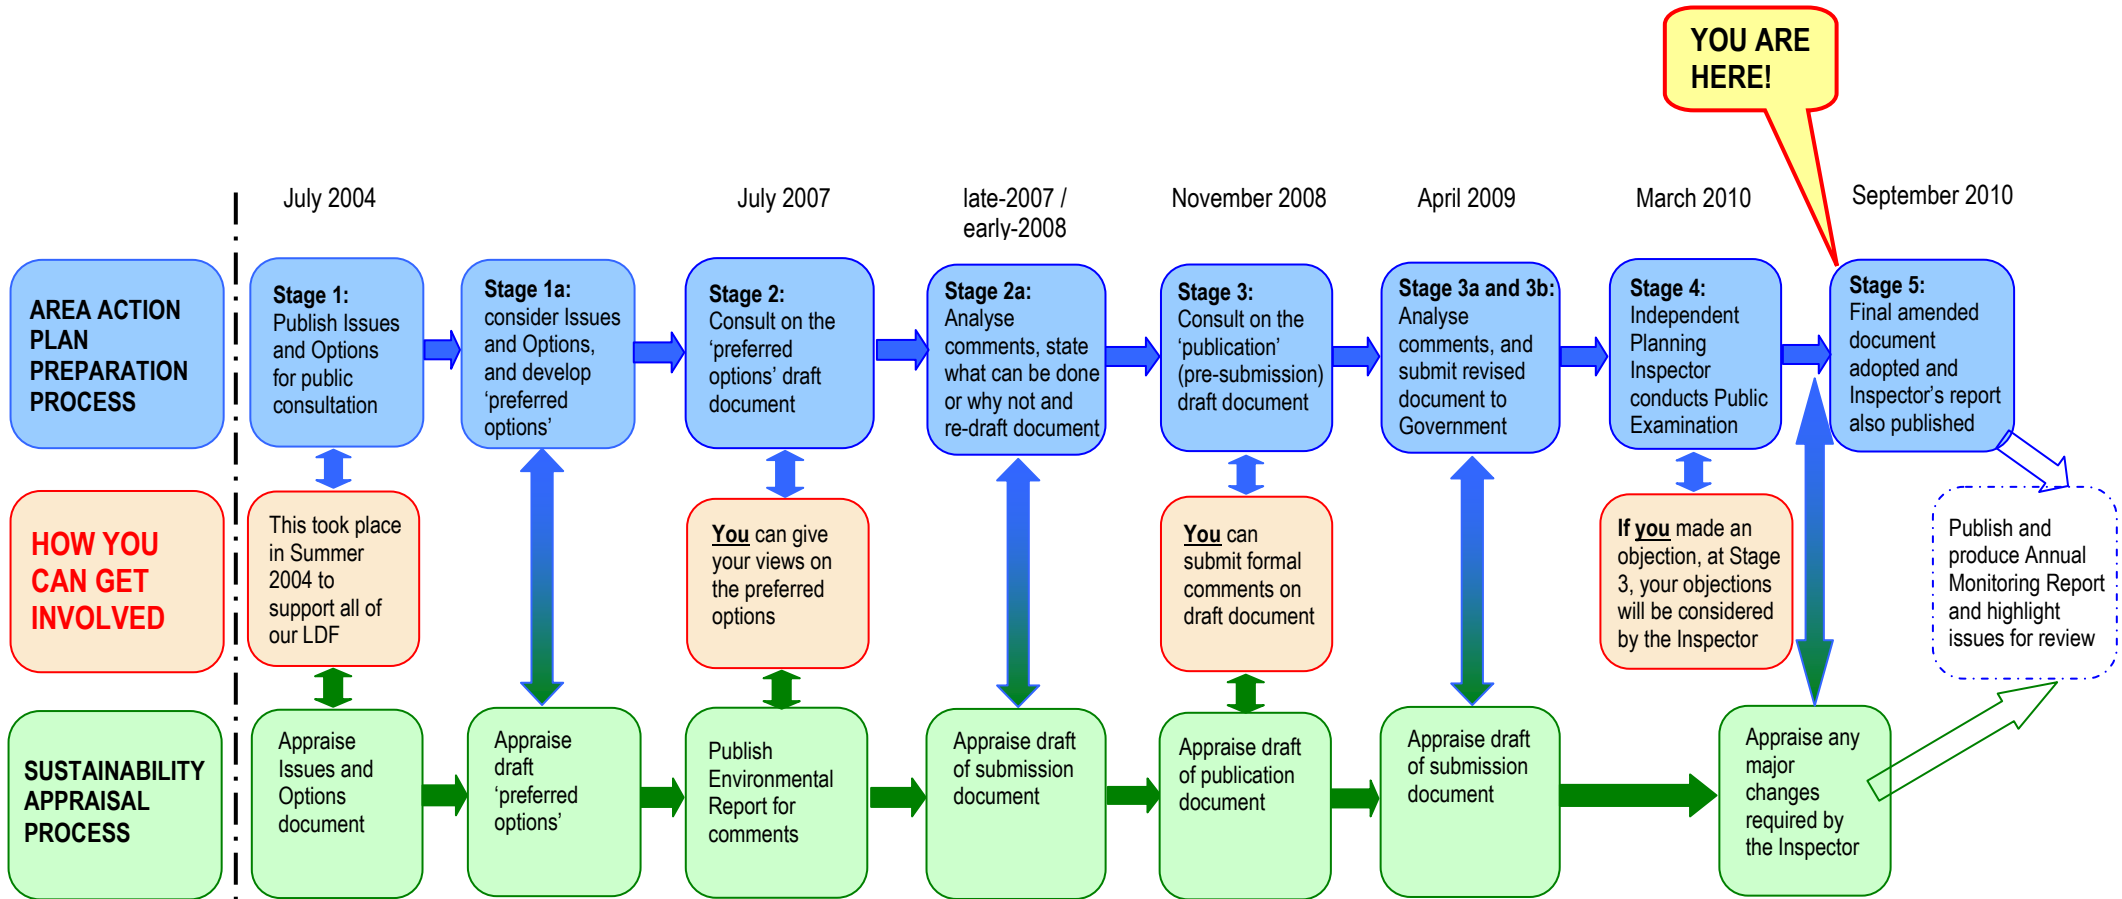 YOU ARE
HERE!
July 2004
July 2007
late-2007 /
early-2008
November 2008
April 2009
March 2010
September 2010
AREA ACTION
PLAN
PREPARATION
PROCESS
Stage 1:
Publish Issues
and Options
for public
consultation
Stage 1a:
consider Issues
and Options,
and develop
‘preferred
options’
Stage 2:
Consult on the
‘preferred
options’ draft
document
Stage 2a:
Analyse
comments, state
what can be done
or why not and
re-draft document
Stage 3:
Consult on the
‘publication’
(pre-submission)
draft document
Stage 3a and 3b:
Analyse
comments, and
submit revised
document to
Government
Stage 4:
Independent
Planning
Inspector
conducts Public
Examination
Stage 5:
Final amended
document
adopted and
Inspector’s report
also published
HOW YOU
CAN GET
INVOLVED
This took place
in Summer
2004 to
support all of
our LDF
You can give
your views on
the preferred
options
You can
submit formal
comments on
draft document
If you made an
objection, at Stage
3, your objections
will be considered
by the Inspector
Publish and
produce Annual
Monitoring Report
and highlight
issues for review
SUSTAINABILITY
APPRAISAL
PROCESS
Appraise
Issues and
Options
document
Appraise
draft
‘preferred
options’
Publish
Environmental
Report for
comments
Appraise draft
of submission
document
Appraise draft
of publication
document
Appraise draft
of submission
document
Appraise any
major
changes
required by
the Inspector